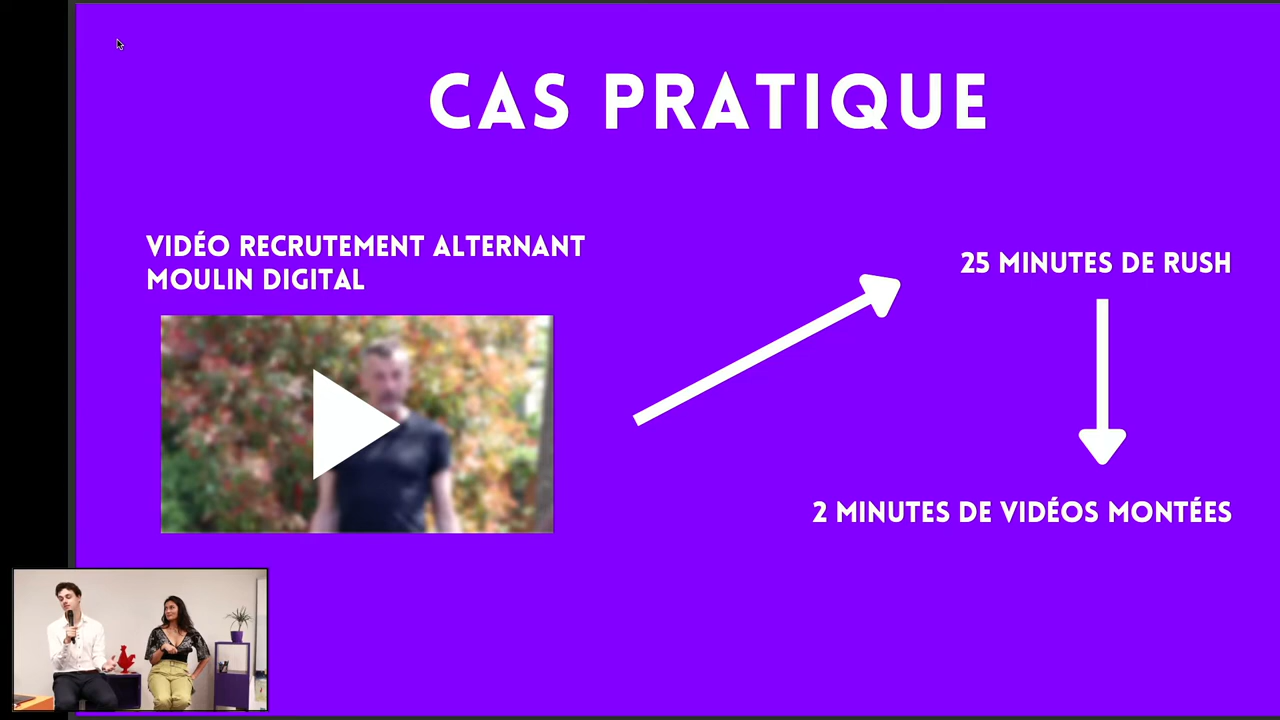 CAS PRATIQUE
VIDÉO RECRUTEMENT ALTERNANT
MOULIN DIGITAL
25 MINUTES DE RUSH
2 MINUTES DE VIDÉOS MONTÉES